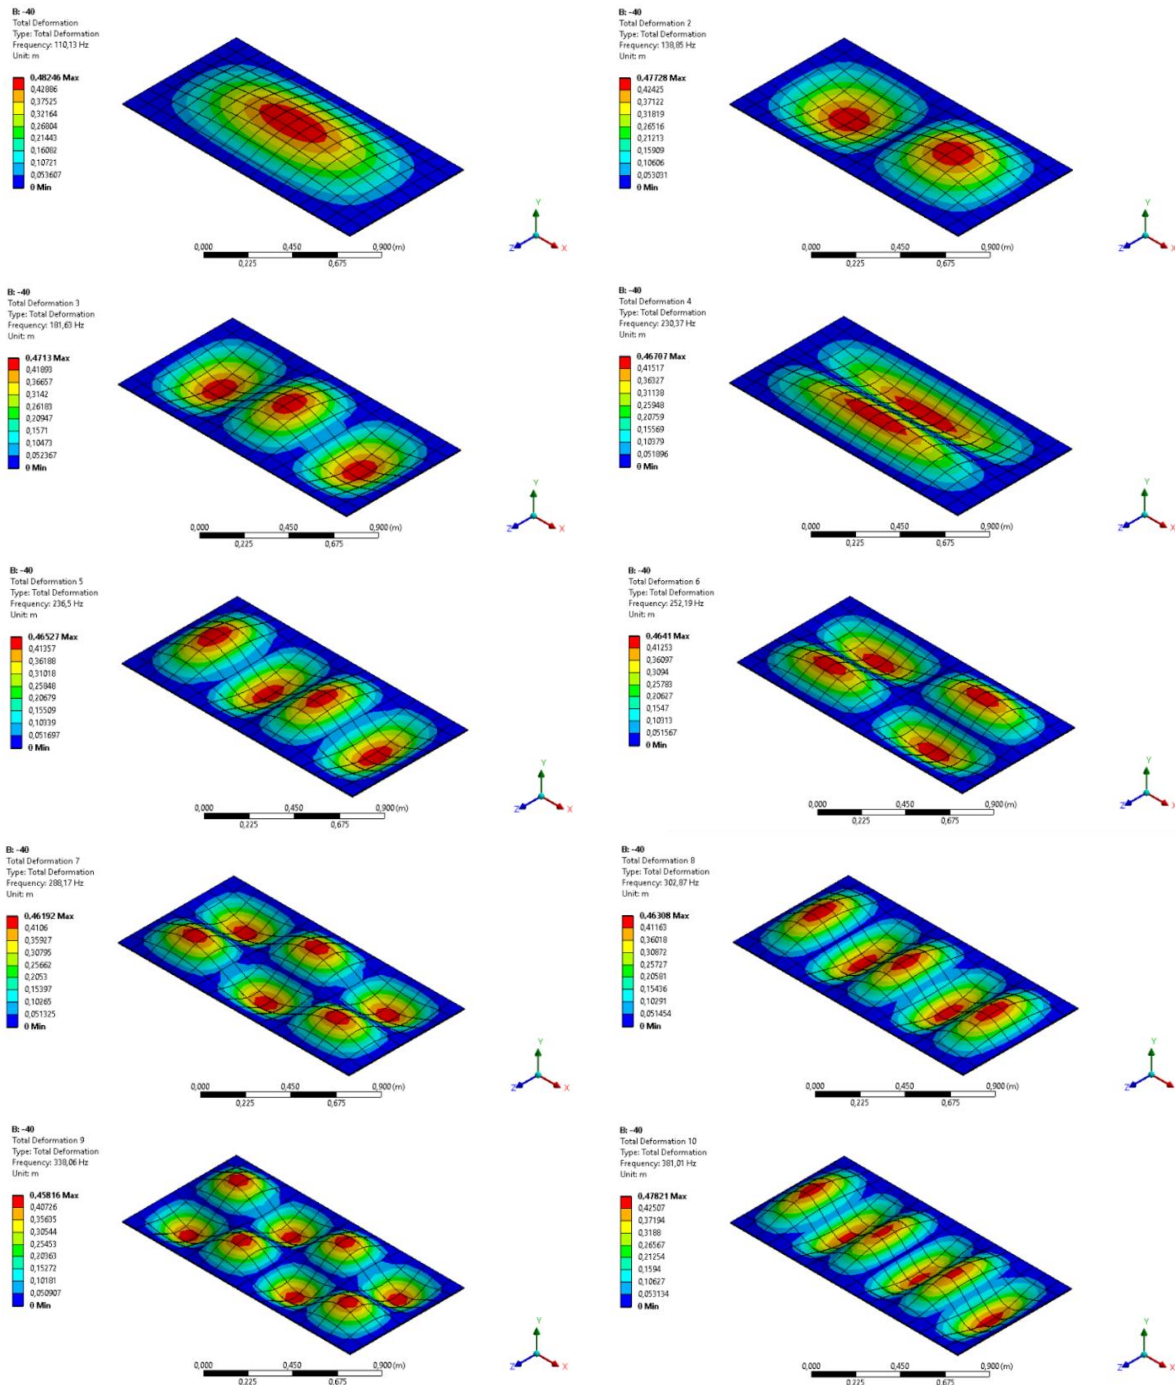 B: -40
Total Deformation
Type: Total Deformation
Frequency: 110,13 Hz
Unit: m
0,48246 Max
0,42886
0,37525
0,32164
0,26804
0,21443
0,16082
0,10721
0,053607
0 Min
0,000 0,450 0,900 (m)
0,225 0,675
Y
Z X
B: -40
Total Deformation 2
Type: Total Deformation
Frequency: 138,85 Hz
Unit: m
0,47728 Max
0,42425
0,37122
0,31819
0,26516
0,21213
0,15909
0,10606
0,053031
0 Min
0,000 0,450 0,900 (m)
0,225 0,675
Y
Z X
B: -40
Total Deformation 3
Type: Total Deformation
Frequency: 181,63 Hz
Unit: m
0,4713 Max
0,41893
0,36657
0,3142
0,26183
0,20947
0,1571
0,10473
0,052367
0 Min
0,000 0,450 0,900 (m)
0,225 0,675
Y
Z X
B: -40
Total Deformation 4
Type: Total Deformation
Frequency: 230,37 Hz
Unit: m
0,46707 Max
0,41517
0,36327
0,31138
0,25948
0,20759
0,15569
0,10379
0,051896
0 Min
0,000 0,450 0,900 (m)
0,225 0,675
Y
Z X
B: -40
Total Deformation 5
Type: Total Deformation
Frequency: 236,5 Hz
Unit: m
0,46527 Max
0,41357
0,36188
0,31018
0,25848
0,20679
0,15509
0,10339
0,051697
0 Min
0,000 0,450 0,900 (m)
0,225 0,675
Y
Z X
B: -40
Total Deformation 6
Type: Total Deformation
Frequency: 252,19 Hz
Unit: m
0,4641 Max
0,41253
0,36097
0,3094
0,25783
0,20627
0,1547
0,10313
0,051567
0 Min
0,000 0,450 0,900 (m)
0,225 0,675
Y
Z X
B: -40
Total Deformation 7
Type: Total Deformation
Frequency: 288,17 Hz
Unit: m
0,46192 Max
0,4106
0,35927
0,30795
0,25662
0,2053
0,15397
0,10265
0,051325
0 Min
0,000 0,450 0,900 (m)
0,225 0,675
Y
Z X
B: -40
Total Deformation 8
Type: Total Deformation
Frequency: 302,87 Hz
Unit: m
0,46308 Max
0,41163
0,36018
0,30872
0,25727
0,20581
0,15436
0,10291
0,051454
0 Min
0,000 0,450 0,900 (m)
0,225 0,675
Y
Z
B: -40
Total Deformation 9
Type: Total Deformation
Frequency: 338,06 Hz
Unit: m
0,45816 Max
0,40726
0,35635
0,30544
0,25453
0,20363
0,15272
0,10181
0,050907
0 Min
0,000 0,450 0,900 (m)
0,225 0,675
Y
Z X
B: -40
Total Deformation 10
Type: Total Deformation
Frequency: 381,01 Hz
Unit: m
0,47821 Max
0,42507
0,37194
0,3188
0,26567
0,21254
0,1594
0,10627
0,053134
0 Min
0,000 0,450 0,900 (m)
0,225 0,675
Y
Z X